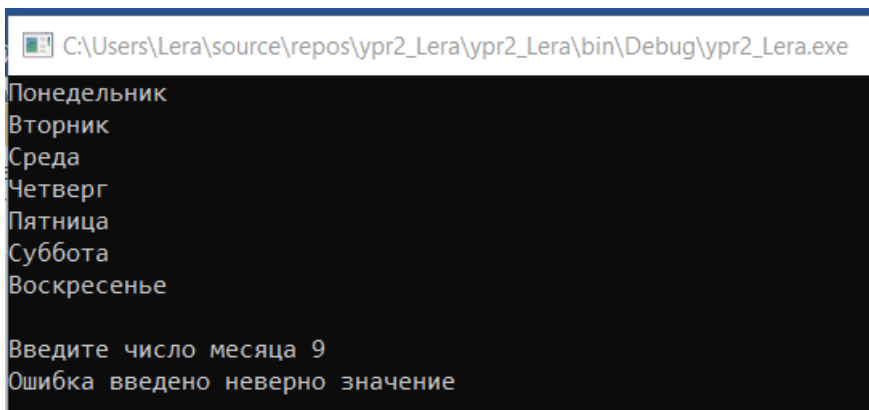 C:\Users\Lera\source\repos\ypr2_Lera\ypr2_Lera\bin\Debug\ypr2_Lera.exe
Понедельник
Вторник
Среда
Четверг
Пятница
Суббота
Воскресенье
Введите число месяца 9
Ошибка введено неверно значение